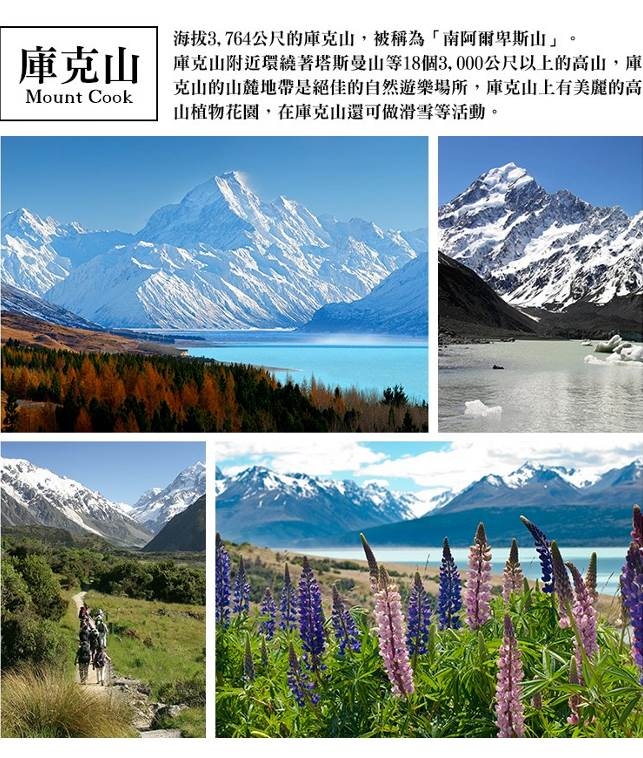 庫克山
Mount Cook
海拔3,764公尺的庫克山，被稱為「南阿爾卑斯山」。
庫克山附近環繞著塔斯曼山等18個3,000公尺以上的高山，庫
克山的山麓地帶是絕佳的自然遊樂場所，庫克山上有美麗的高
山植物花園，在庫克山還可做滑雪等活動。